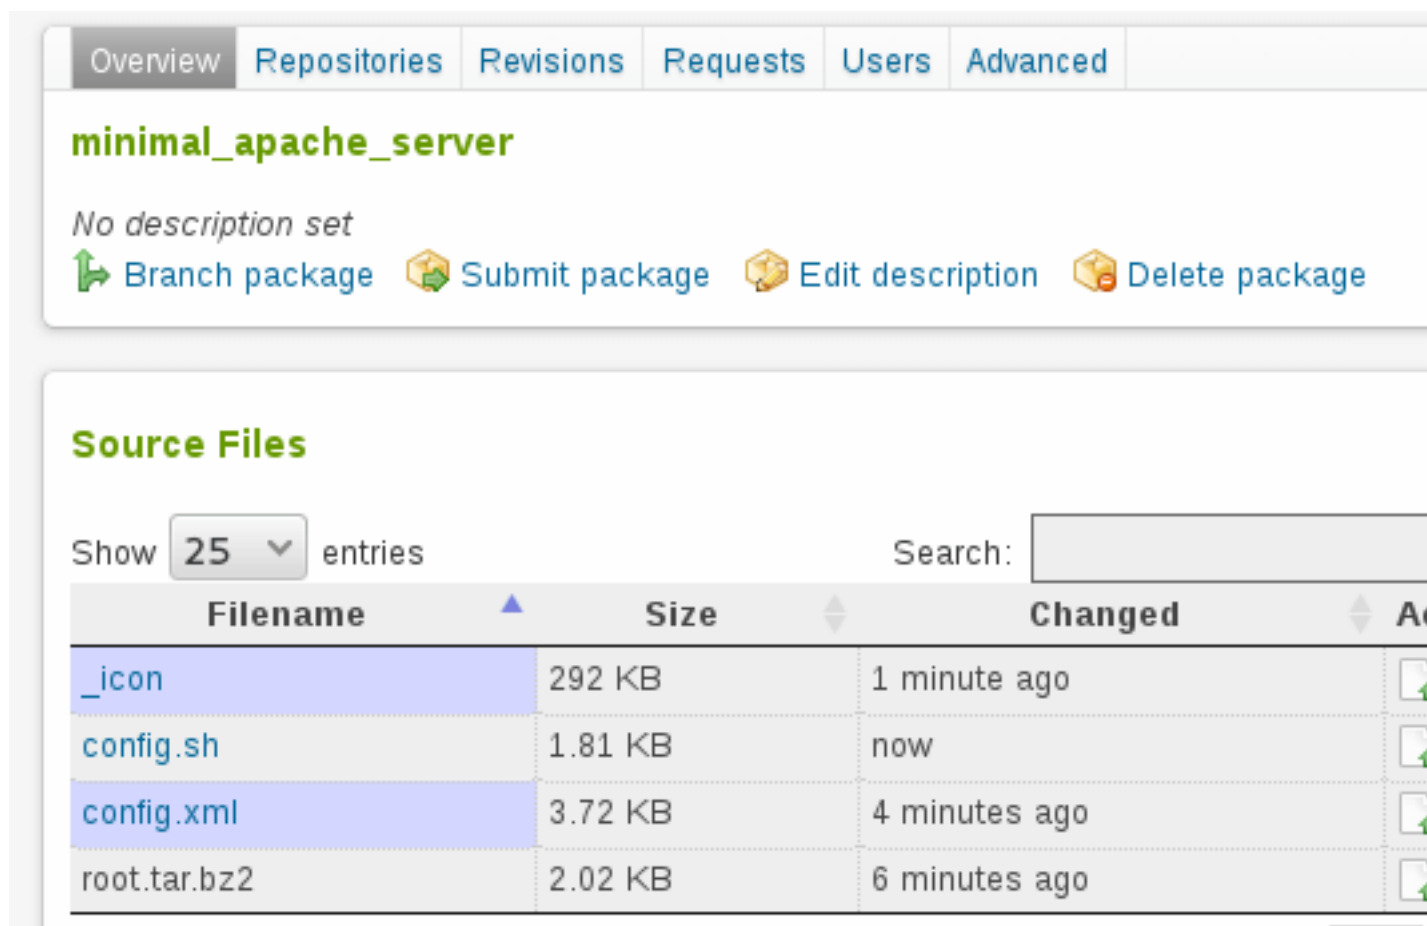 Overview Repositories Revisions Requests Users Advanced
minimal_apache_server
No description set
Branch package Submit package Edit description Delete package
Source Files
Show 25 entries Search:
Filename Size Changed
_icon 292 KB 1 minute ago
config.sh 1.81 KB now
config.xml 3.72 KB 4 minutes ago
root.tar.bz2 2.02 KB 6 minutes ago